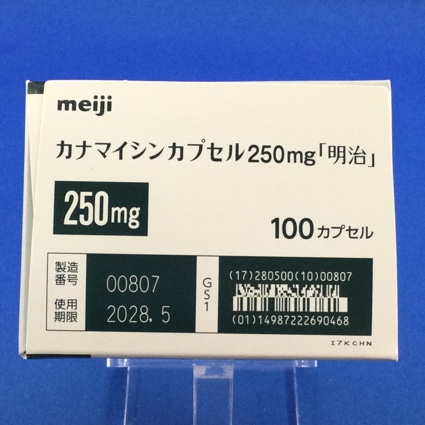 meiji
カナマイシンカプセル250mg「明治」
250mg
100カプセル
製造番号 00807
使用期限 2028.5
GS1
(17)280500(10)00807
(01)14987222690468
I7KCHN